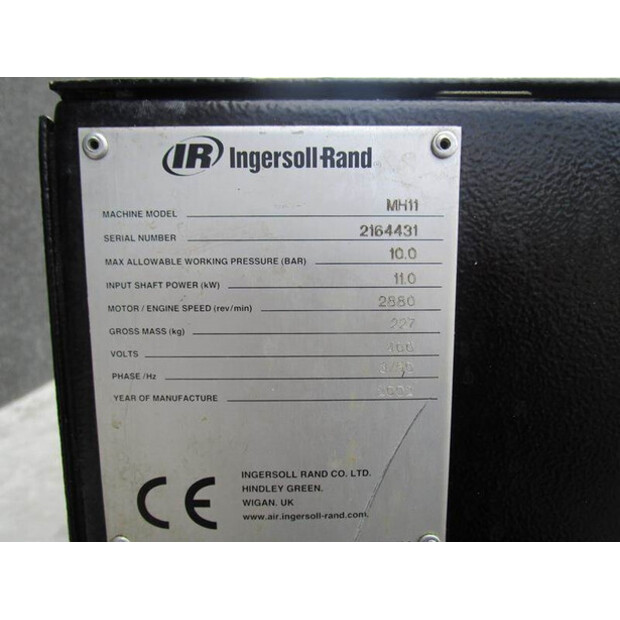 IR Ingersoll-Rand
MACHINE MODEL MH11
SERIAL NUMBER 2164431
MAX ALLOWABLE WORKING PRESSURE (BAR) 10.0
INPUT SHAFT POWER (kW) 11.0
MOTOR / ENGINE SPEED (rev/min) 2880
GROSS MASS (kg) 227
VOLTS
PHASE /Hz
YEAR OF MANUFACTURE
CE
INGERSOLL RAND CO. LTD.
HINDLEY GREEN.
WIGAN. UK
www.air.ingersoll-rand.com.